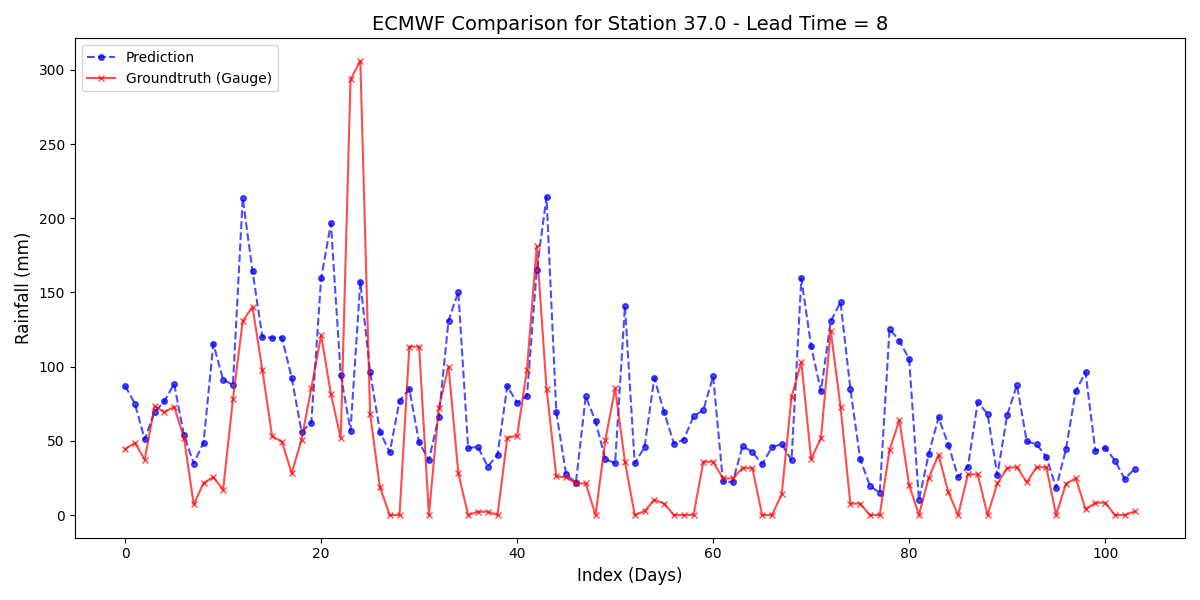 ECMWF Comparison for Station 37.0 - Lead Time = 8
Prediction
Groundtruth (Gauge)
Rainfall (mm)
300
250
200
150
100
50
0
0 20 40 60 80 100
Index (Days)